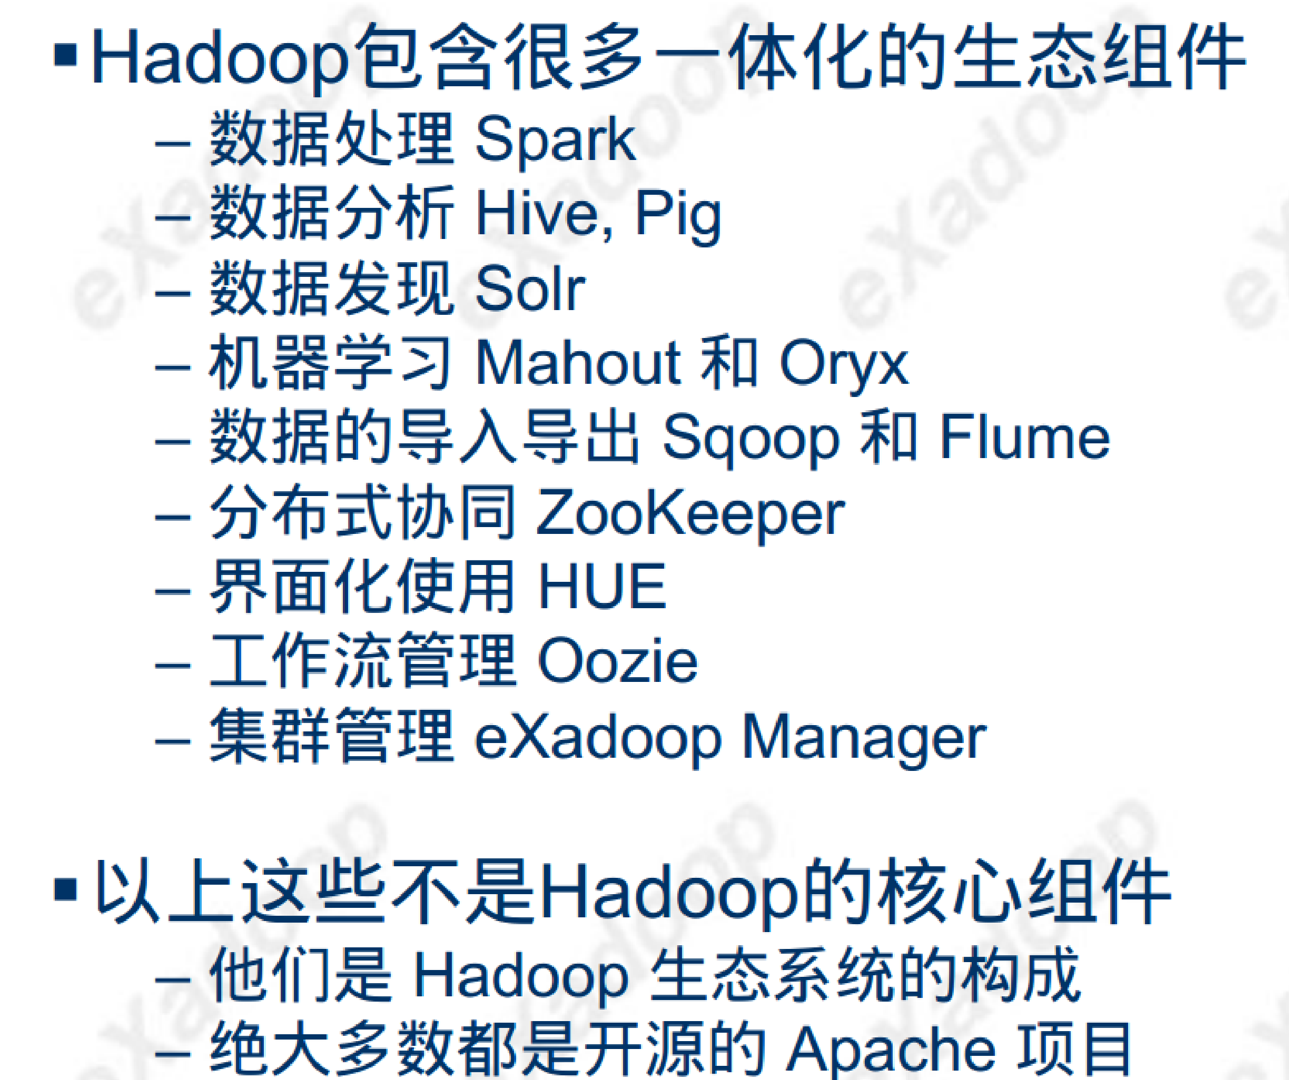 ▪Hadoop包含很多一体化的生态组件
– 数据处理 Spark
– 数据分析 Hive, Pig
– 数据发现 Solr
– 机器学习 Mahout 和 Oryx
– 数据的导入导出 Sqoop 和 Flume
– 分布式协同 ZooKeeper
– 界面化使用 HUE
– 工作流管理 Oozie
– 集群管理 eXadoop Manager
▪以上这些不是Hadoop的核心组件
– 他们是 Hadoop 生态系统的构成
– 绝大多数都是开源的 Apache 项目
eXadoop
eXadoop
eXadoop
eXadoop
eXadoop
eXadoop